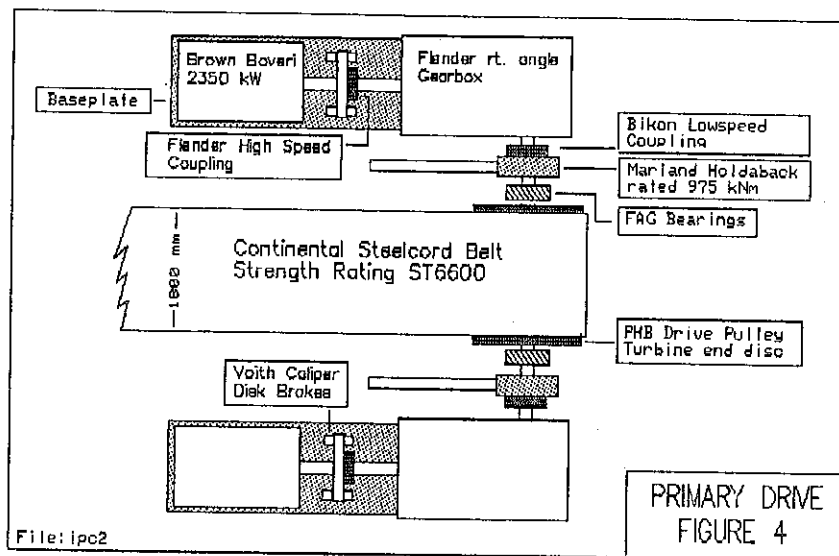 Brown Boveri
2350 kW
Flender rt. angle
Gearbox
Baseplate
Flender High Speed
Coupling
Bikon Lowspeed
Coupling
Marland Holdaback
rated 975 kNm
FAG Bearings
1800 mm
Continental Steelcord Belt
Strength Rating ST6600
PHB Drive Pulley
Turbine end disc
Voith Caliper
Disk Brakes
PRIMARY DRIVE
FIGURE 4
File:ipc2